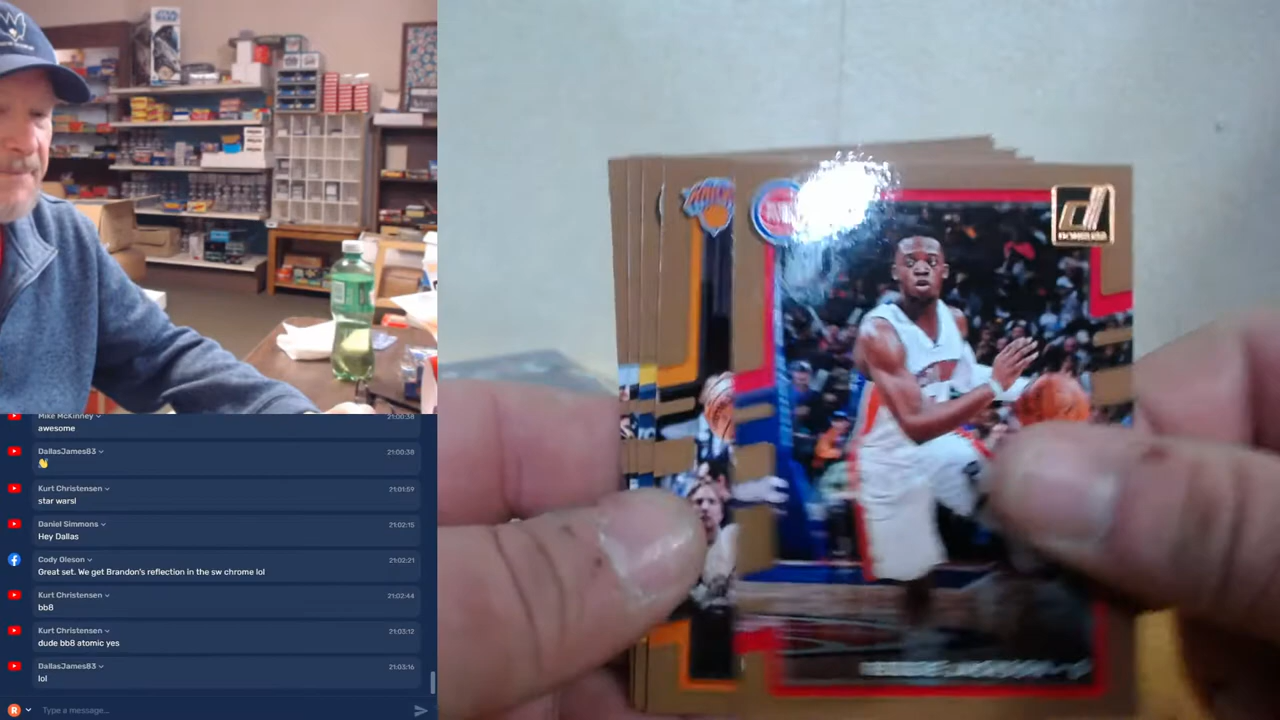 Mike McKinney
21:00:38
awesome
DallasJames83
21:00:38
Kurt Christensen
21:01:59
star wars!
Daniel Simmons
21:02:15
Hey Dallas
Cody Oleson
21:02:21
Great set. We get Brandon's reflection in the sw chrome lol
Kurt Christensen
21:02:44
bb8
Kurt Christensen
21:03:12
dude bb8 atomic yes
DallasJames83
21:03:16
lol
R
Type a message...